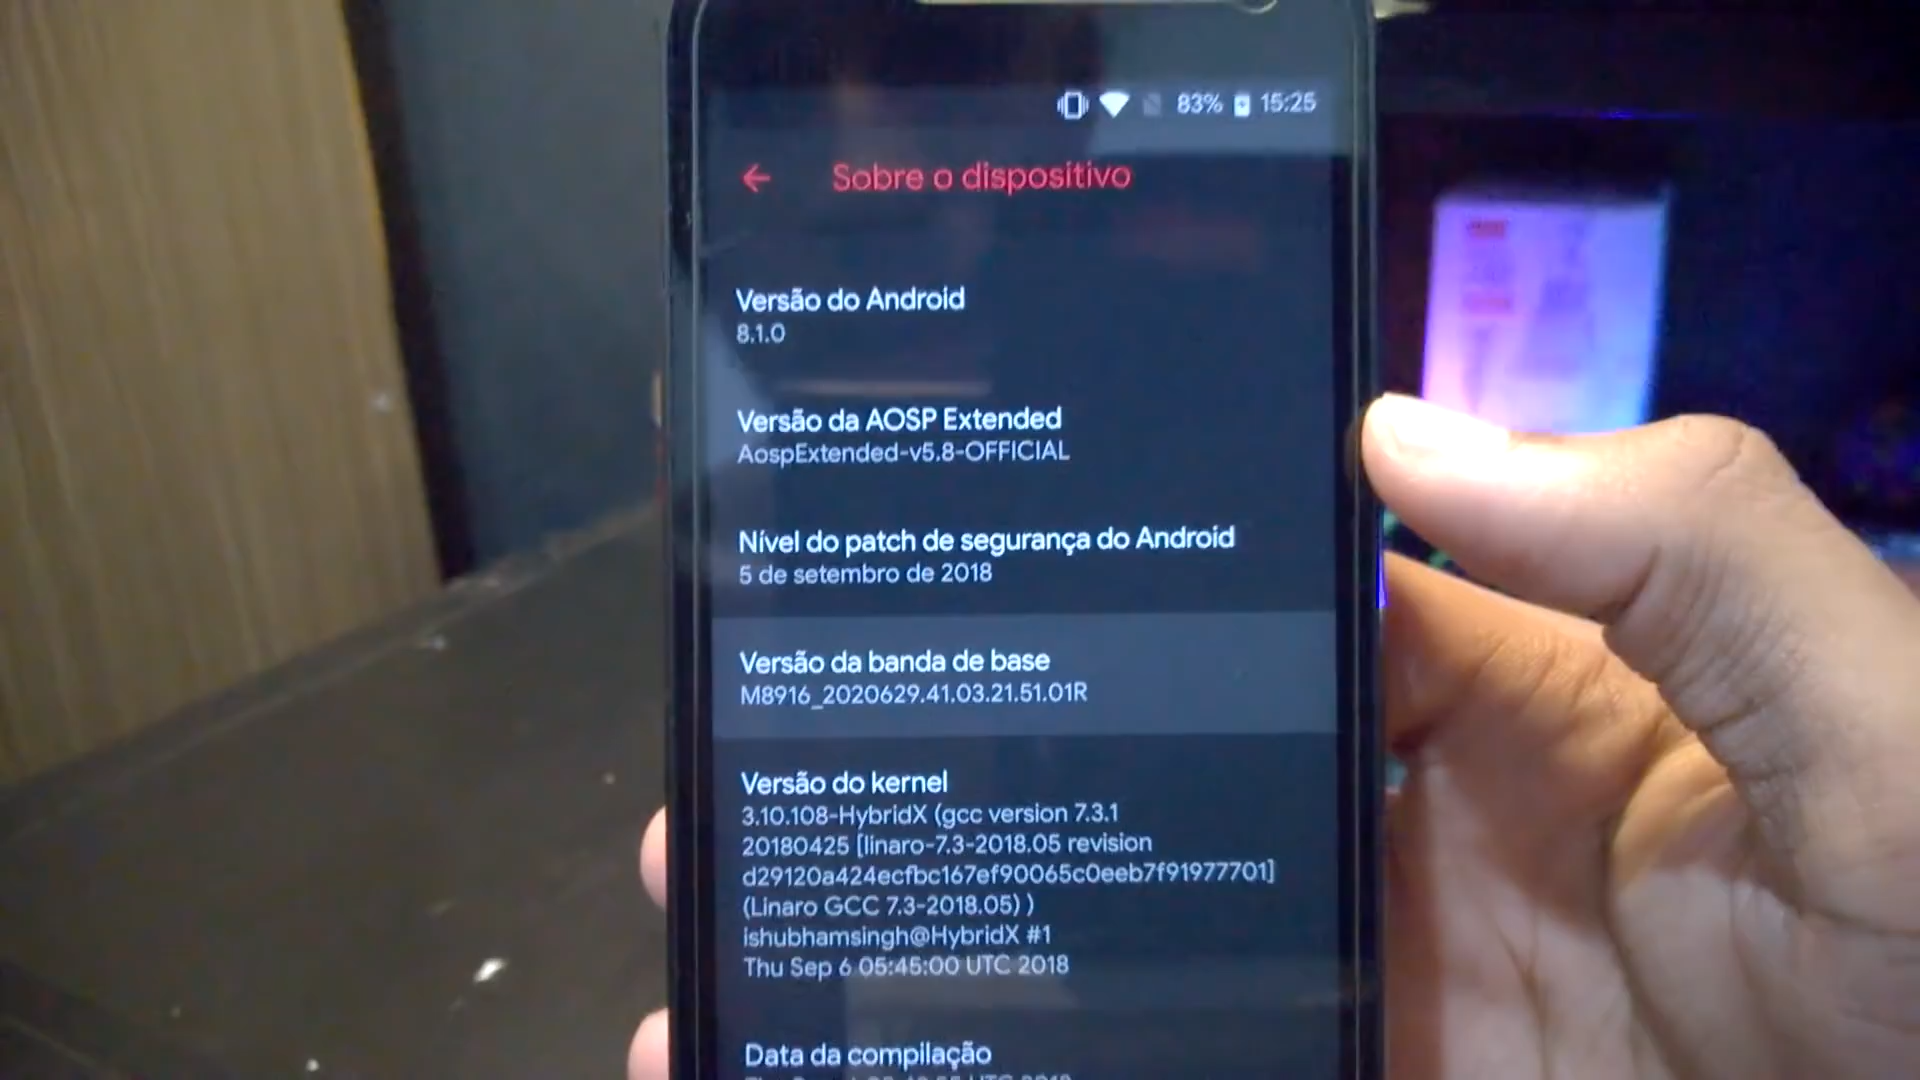 83% 15:25
Sobre o dispositivo
Versão do Android
8.1.0
Versão da AOSP Extended
AospExtended-v5.8-OFFICIAL
Nível do patch de segurança do Android
5 de setembro de 2018
Versão da banda de base
M8916_2020629.41.03.21.51.01R
Versão do kernel
3.10.108-HybridX (gcc version 7.3.1
20180425 [linaro-7.3-2018.05 revision
d29120a424ecfbc167ef90065c0eeb7f91977701]
(Linaro GCC 7.3-2018.05) )
ishubhamsingh@HybridX #1
Thu Sep 6 05:45:00 UTC 2018
Data da compilação